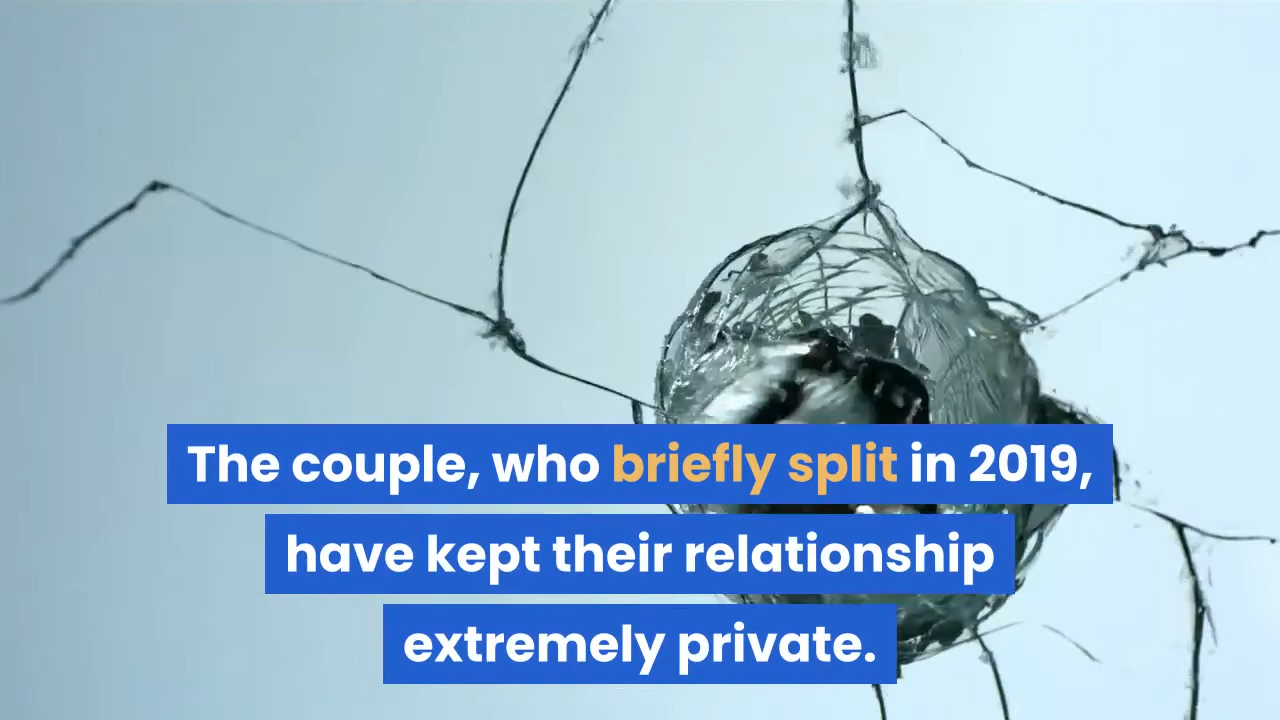 The couple, who briefly split in 2019,
have kept their relationship
extremely private.